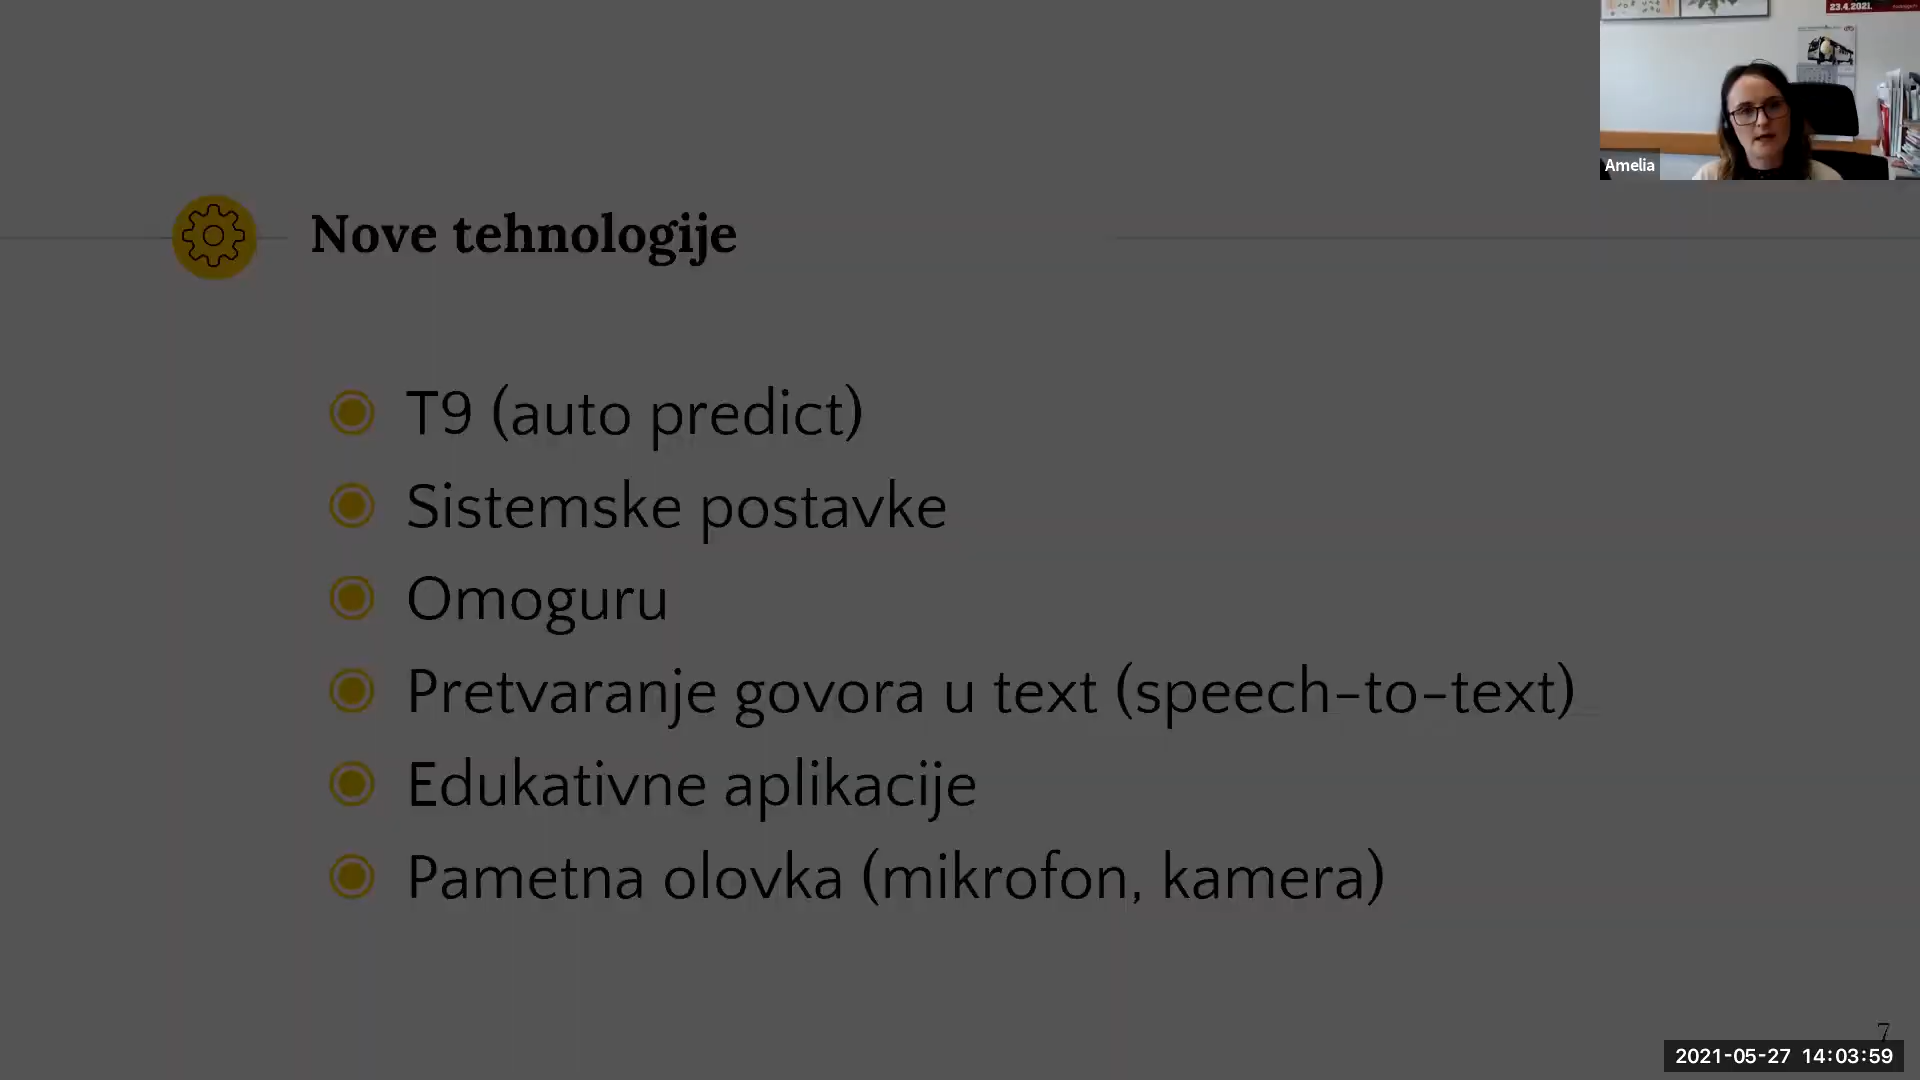 23.4.2021.
Amelia
Nove tehnologije
T9 (auto predict)
Sistemske postavke
Omoguru
Pretvaranje govora u text (speech-to-text)
Edukativne aplikacije
Pametna olovka (mikrofon, kamera)
7
2021-05-27 14:03:59